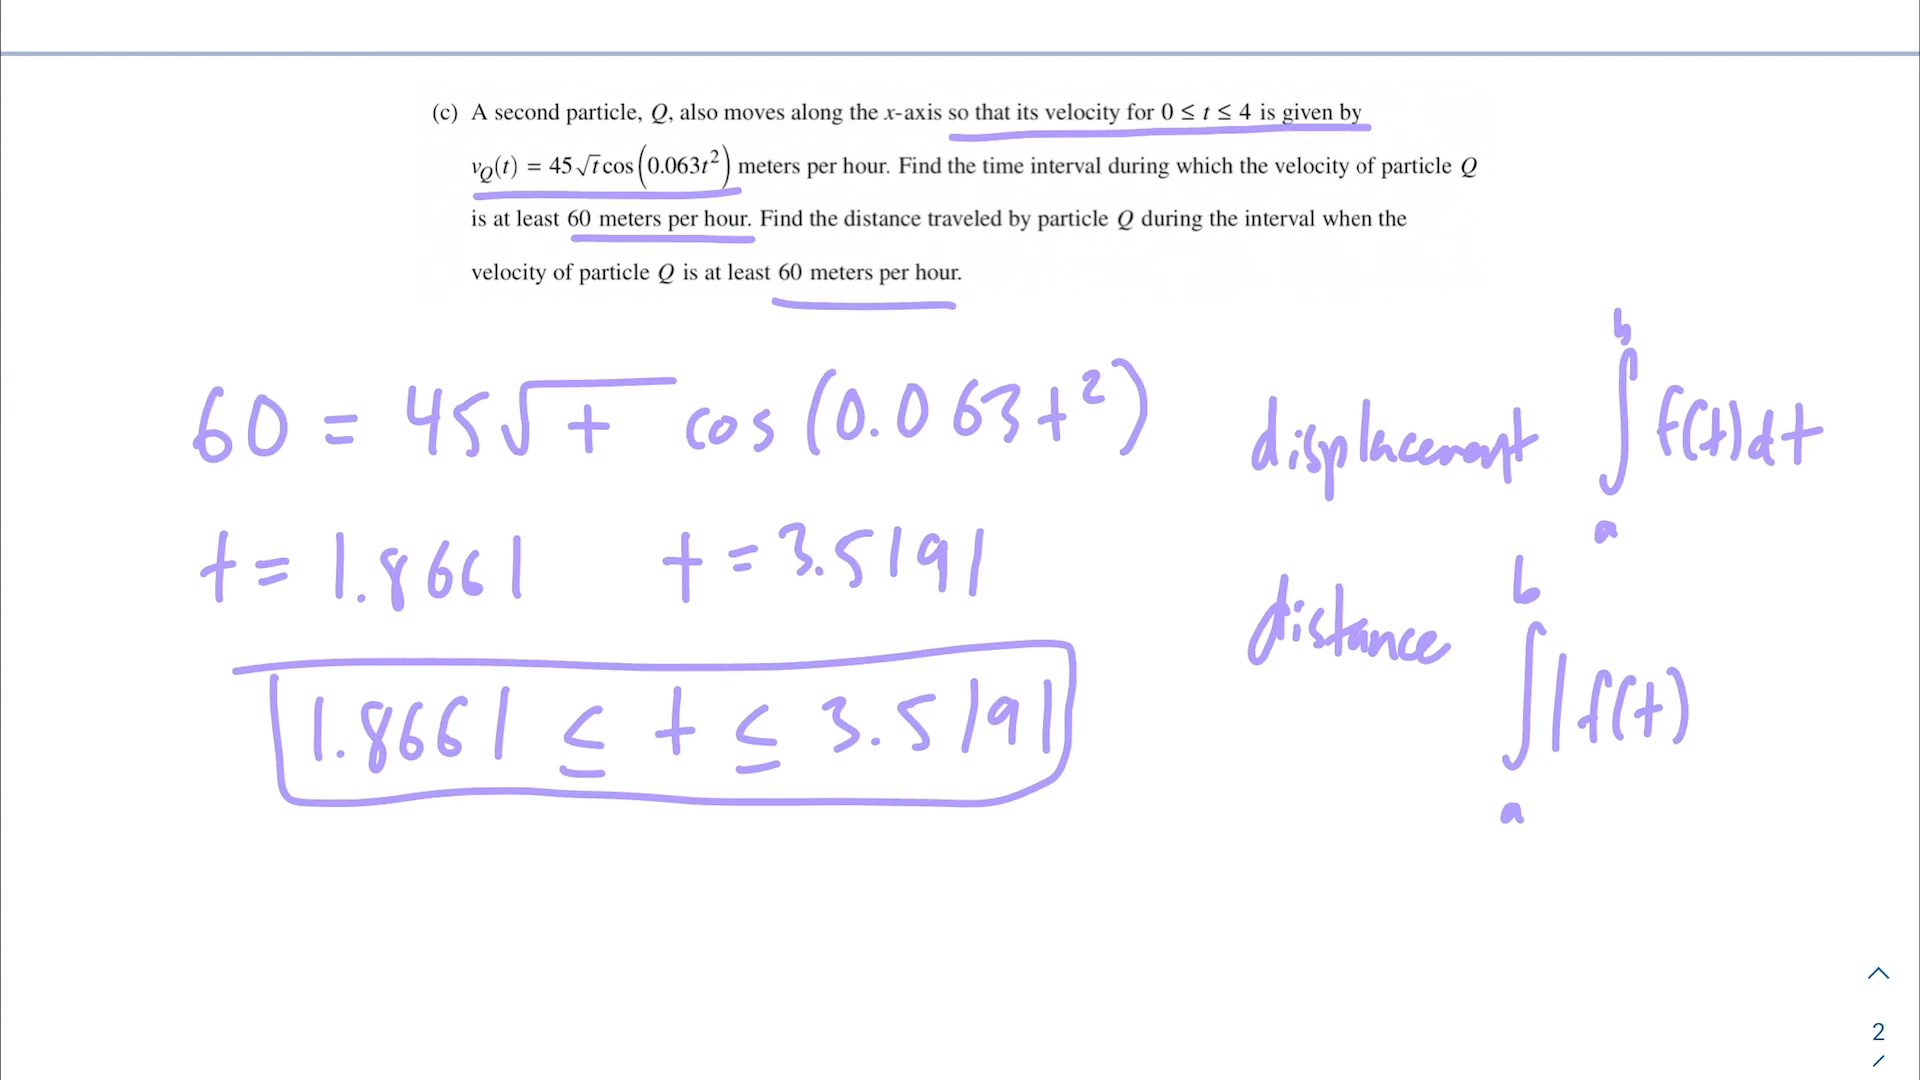 (c) A second particle, Q, also moves along the x-axis so that its velocity for 0 ≤ t ≤ 4 is given by
v_Q(t) = 45√t cos(0.063t²) meters per hour. Find the time interval during which the velocity of particle Q
is at least 60 meters per hour. Find the distance traveled by particle Q during the interval when the
velocity of particle Q is at least 60 meters per hour.
60 = 45√t cos(0.063t²)
t = 1.8661 t = 3.5191
1.8661 ≤ t ≤ 3.5191
displacement ∫_a^b f(t)dt
distance ∫_a^b |f(t)
2